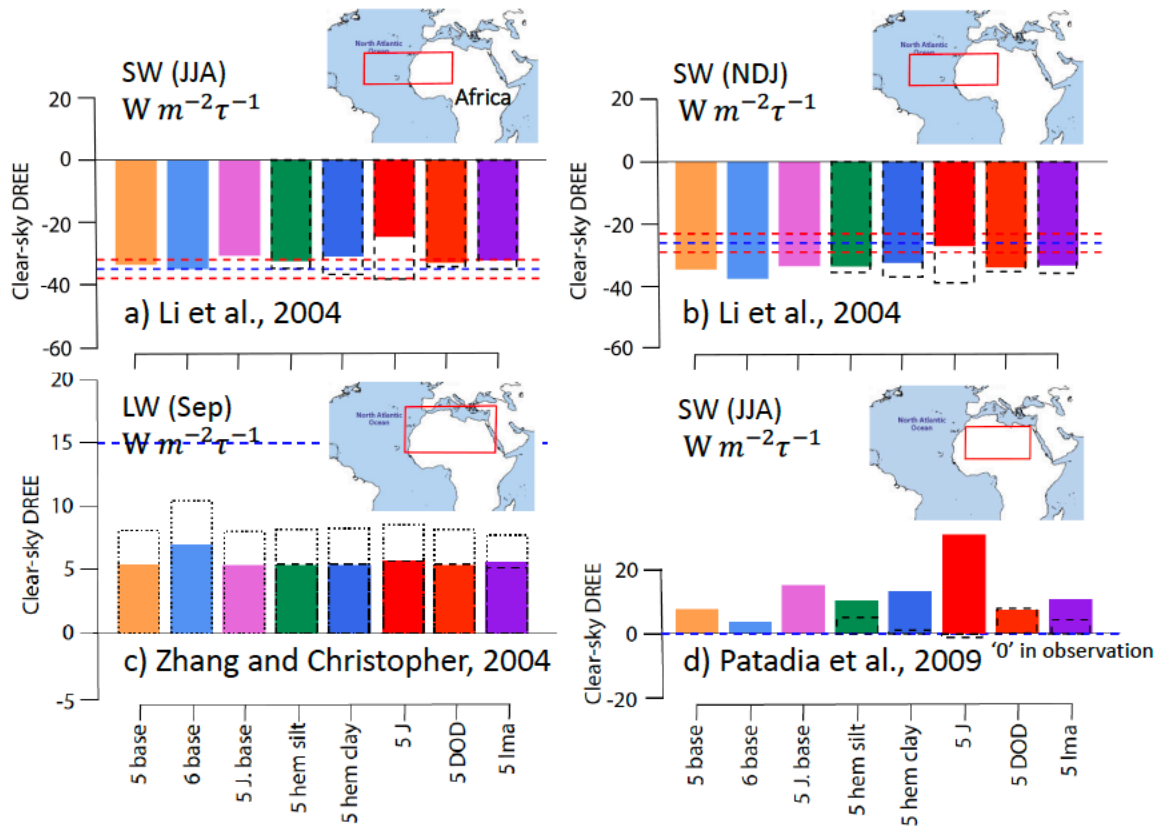 SW (JJA)
W m⁻²τ⁻¹
North Atlantic
Ocean
Africa
20
0
-20
-40
-60
Clear-sky DREE
a) Li et al., 2004
SW (NDJ)
W m⁻²τ⁻¹
North Atlantic
Ocean
20
0
-20
-40
-60
Clear-sky DREE
b) Li et al., 2004
LW (Sep)
W m⁻²τ⁻¹
North Atlantic
Ocean
20
15
10
5
0
-5
Clear-sky DREE
c) Zhang and Christopher, 2004
5 base
6 base
5 J. base
5 hem silt
5 hem clay
5 J
5 DOD
5 Ima
SW (JJA)
W m⁻²τ⁻¹
North Atlantic
Ocean
20
0
-20
Clear-sky DREE
'0' in observation
d) Patadia et al., 2009
5 base
6 base
5 J. base
5 hem silt
5 hem clay
5 J
5 DOD
5 Ima